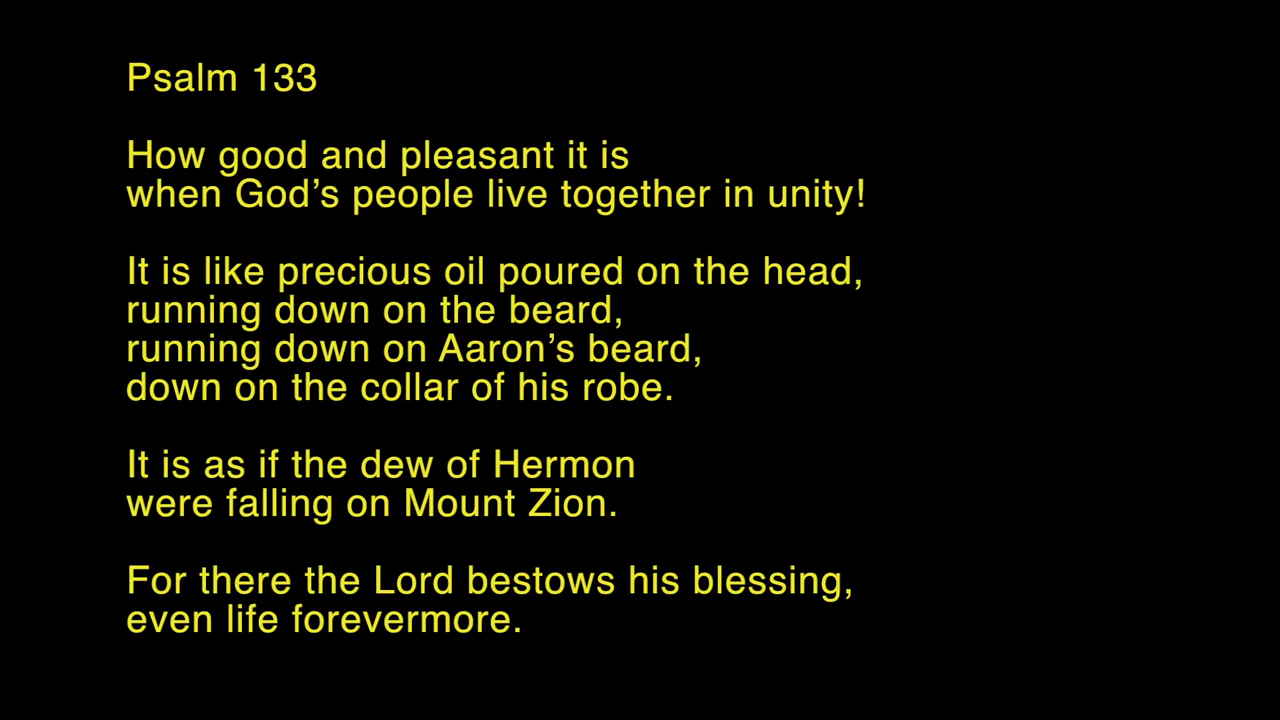 Psalm 133
How good and pleasant it is
when God’s people live together in unity!
It is like precious oil poured on the head,
running down on the beard,
running down on Aaron’s beard,
down on the collar of his robe.
It is as if the dew of Hermon
were falling on Mount Zion.
For there the Lord bestows his blessing,
even life forevermore.